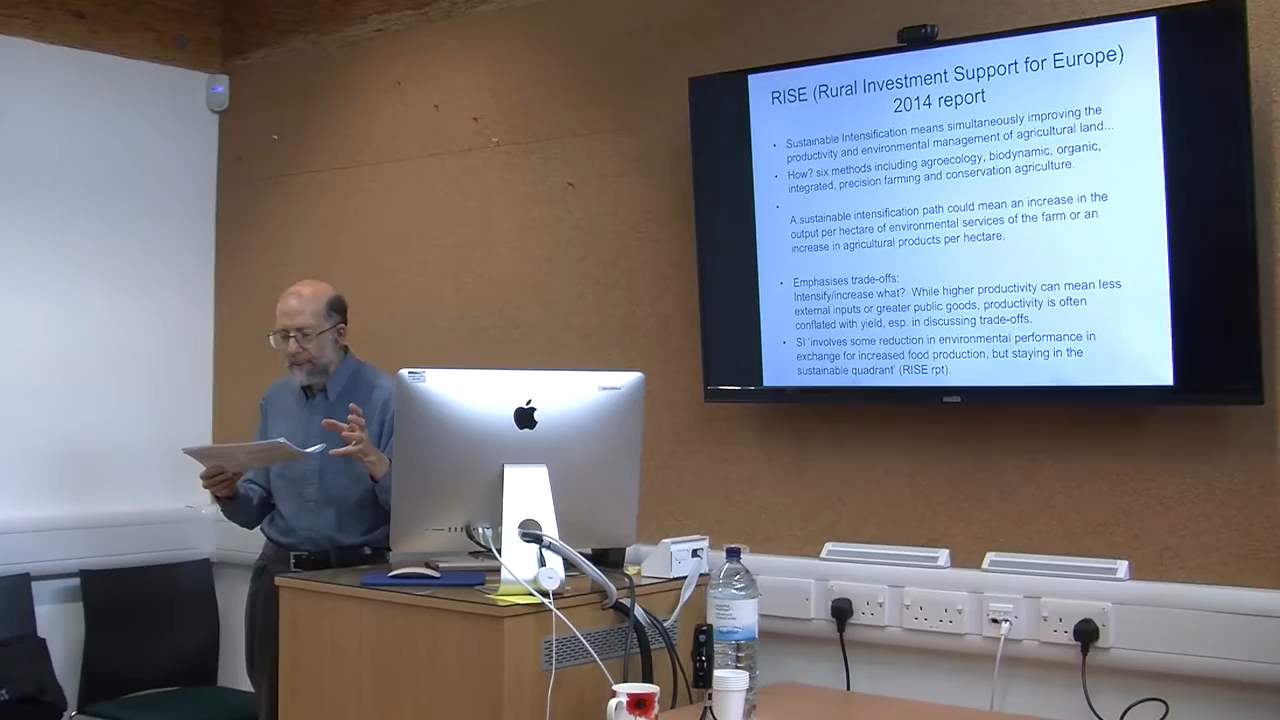 RISE (Rural Investment Support for Europe)
2014 report
• Sustainable Intensification means simultaneously improving the
productivity and environmental management of agricultural land...
• How? six methods including agroecology, biodynamic, organic,
integrated, precision farming and conservation agriculture.
•
A sustainable intensification path could mean an increase in the
output per hectare of environmental services of the farm or an
increase in agricultural products per hectare.
• Emphasises trade-offs:
Intensify/increase what? While higher productivity can mean less
external inputs or greater public goods, productivity is often
conflated with yield, esp. in discussing trade-offs.
• SI 'involves some reduction in environmental performance in
exchange for increased food production, but staying in the
sustainable quadrant' (RISE rpt).